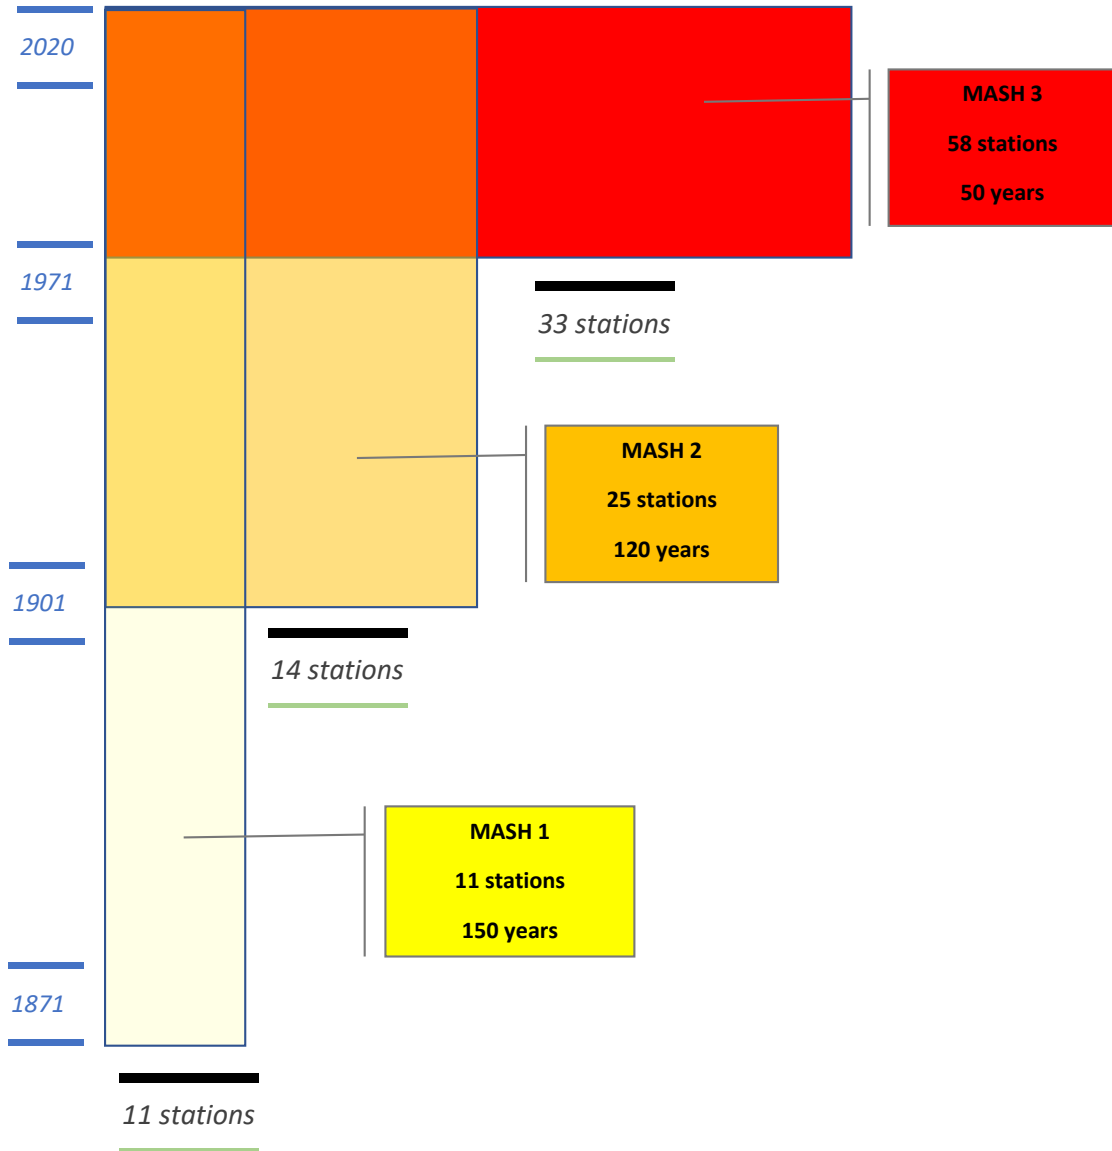 2020
MASH 3
58 stations
50 years
1971
33 stations
MASH 2
25 stations
120 years
1901
14 stations
MASH 1
11 stations
150 years
1871
11 stations